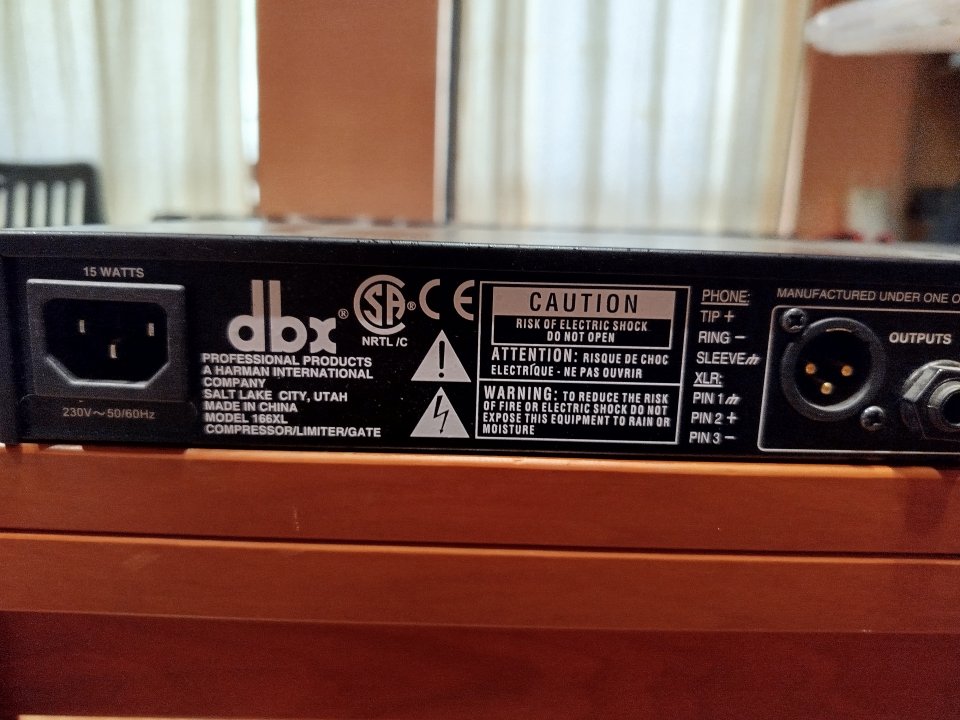 15 WATTS
230V～50/60Hz
dbx®
PROFESSIONAL PRODUCTS
A HARMAN INTERNATIONAL
COMPANY
SALT LAKE CITY, UTAH
MADE IN CHINA
MODEL 166XL
COMPRESSOR/LIMITER/GATE
SA® CE
NRTL /C
CAUTION
RISK OF ELECTRIC SHOCK
DO NOT OPEN
ATTENTION: RISQUE DE CHOC
ELECTRIQUE - NE PAS OUVRIR
WARNING: TO REDUCE THE RISK
OF FIRE OR ELECTRIC SHOCK DO NOT
EXPOSE THIS EQUIPMENT TO RAIN OR
MOISTURE
PHONE:
TIP +
RING -
SLEEVE
XLR:
PIN 1
PIN 2 +
PIN 3 -
MANUFACTURED UNDER ONE O
OUTPUTS